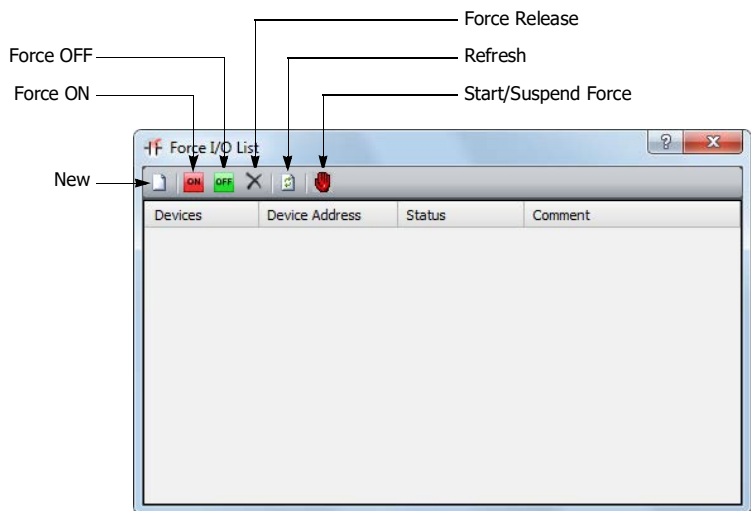 Force Release
Force OFF
Refresh
Force ON
Start/Suspend Force
Force I/O List
New
ON OFF
Devices Device Address Status Comment